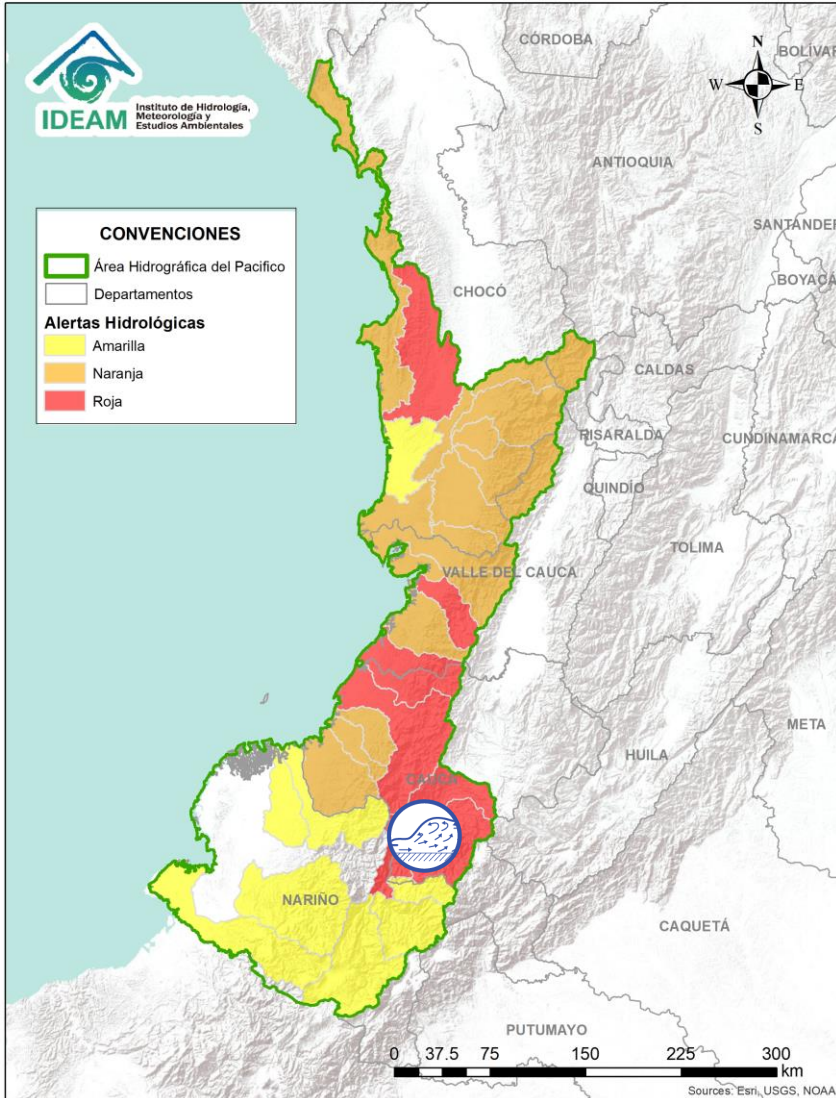 IDEAM
Instituto de Hidrología,
Meteorología y
Estudios Ambientales
N
W
E
S
CÓRDOBA
BOLÍVAR
ANTIOQUIA
SANTANDER
BOYACÁ
CHOCÓ
CONVENCIONES
Área Hidrográfica del Pacifico
Departamentos
Alertas Hidrológicas
Amarilla
Naranja
Roja
CALDAS
RISARALDA
CUNDINAMARCA
QUINDÍO
TOLIMA
VALLE DEL CAUCA
META
HUILA
CAUCA
NARIÑO
CAQUETÁ
PUTUMAYO
0 37.5 75 150 225 300
km
Sources: Esri, USGS, NOAA